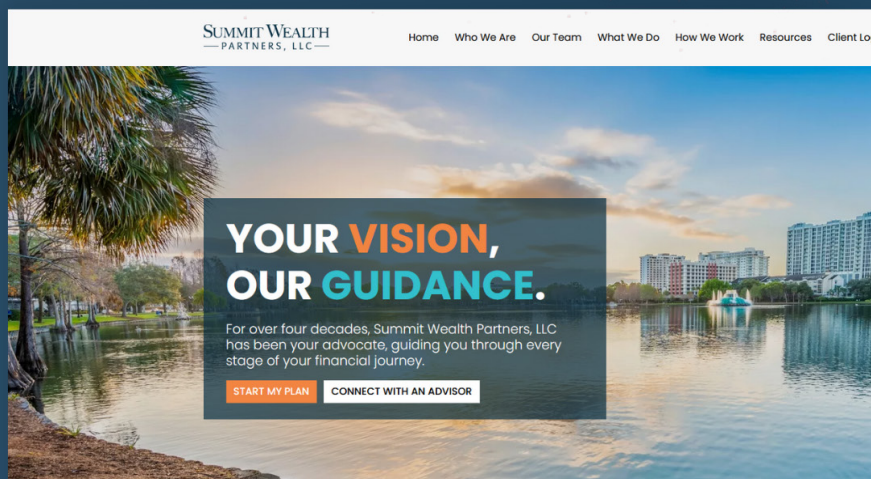 SUMMIT WEALTH
PARTNERS, LLC
Home Who We Are Our Team What We Do How We Work Resources Client Lo
YOUR VISION,
OUR GUIDANCE.
For over four decades, Summit Wealth Partners, LLC
has been your advocate, guiding you through every
stage of your financial journey.
START MY PLAN CONNECT WITH AN ADVISOR